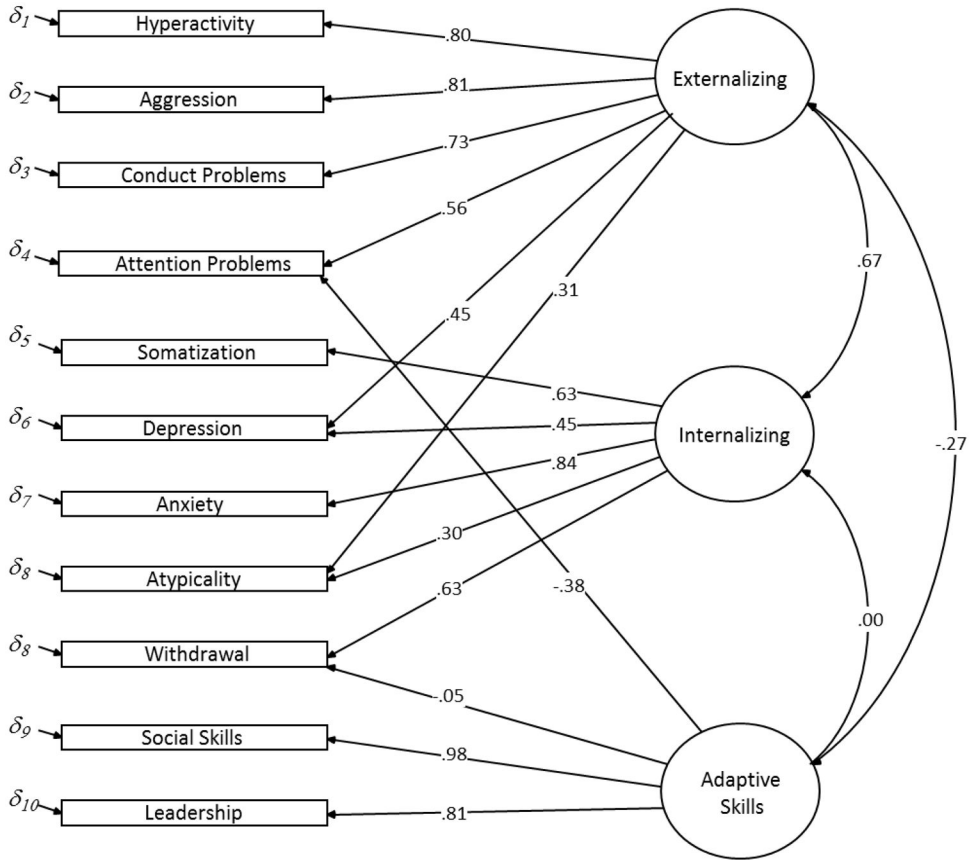 δ1
Hyperactivity
.80
Externalizing
δ2
Aggression
.81
δ3
Conduct Problems
.73
δ4
Attention Problems
.56
.67
.31
.45
δ5
Somatization
.63
δ6
Depression
.45
Internalizing
-.27
.84
δ7
Anxiety
.30
δ8
Atypicality
.63
-.38
.00
δ8
Withdrawal
-.05
δ9
Social Skills
.98
Adaptive
Skills
δ10
Leadership
.81